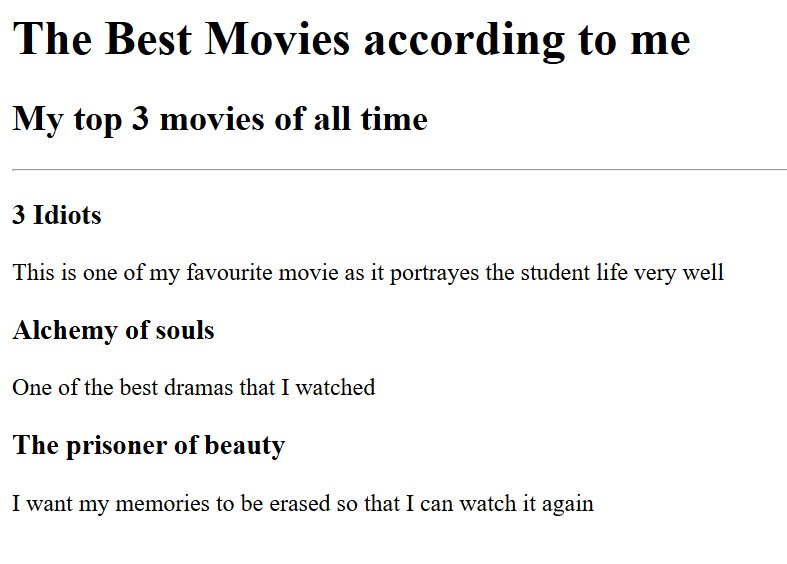 The Best Movies according to me
My top 3 movies of all time
3 Idiots
This is one of my favourite movie as it portrayes the student life very well
Alchemy of souls
One of the best dramas that I watched
The prisoner of beauty
I want my memories to be erased so that I can watch it again